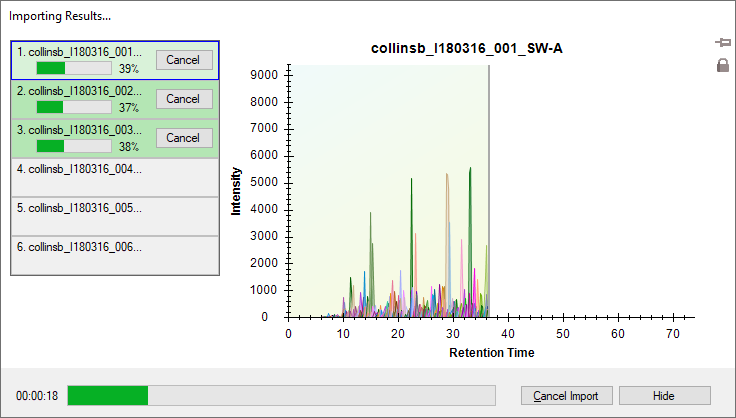 Importing Results...
1. collinsb_I180316_001...
39%
Cancel
2. collinsb_I180316_002...
37%
Cancel
3. collinsb_I180316_003...
38%
Cancel
4. collinsb_I180316_004...
5. collinsb_I180316_005...
6. collinsb_I180316_006...
collinsb_I180316_001_SW-A
Intensity
9000
8000
7000
6000
5000
4000
3000
2000
1000
0
0 10 20 30 40 50 60 70
Retention Time
00:00:18
Cancel Import
Hide